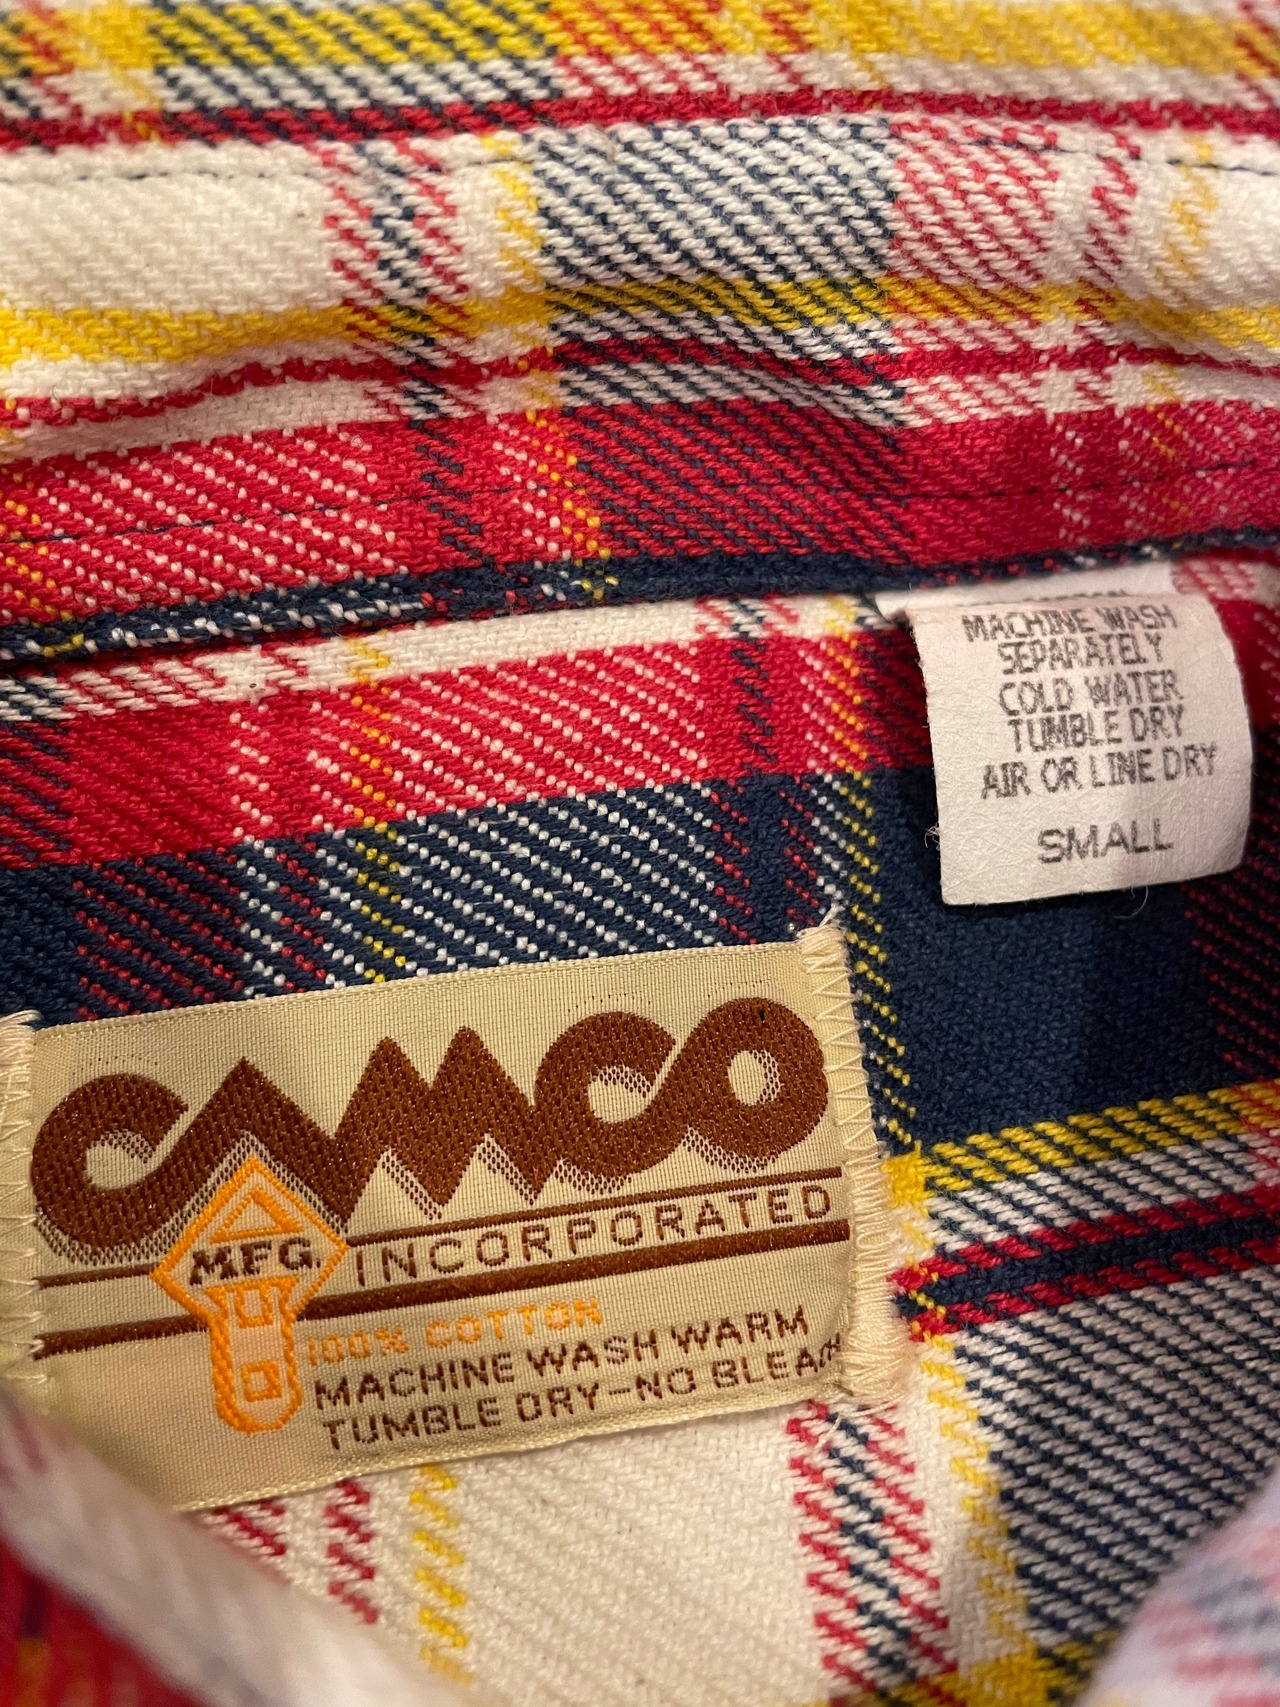 MACHINE WASH
SEPARATELY
COLD WATER
TUMBLE DRY
AIR OR LINE DRY
SMALL
CAMCO
MFG. INCORPORATED
100% COTTON
MACHINE WASH WARM
TUMBLE DRY-NO BLEACH